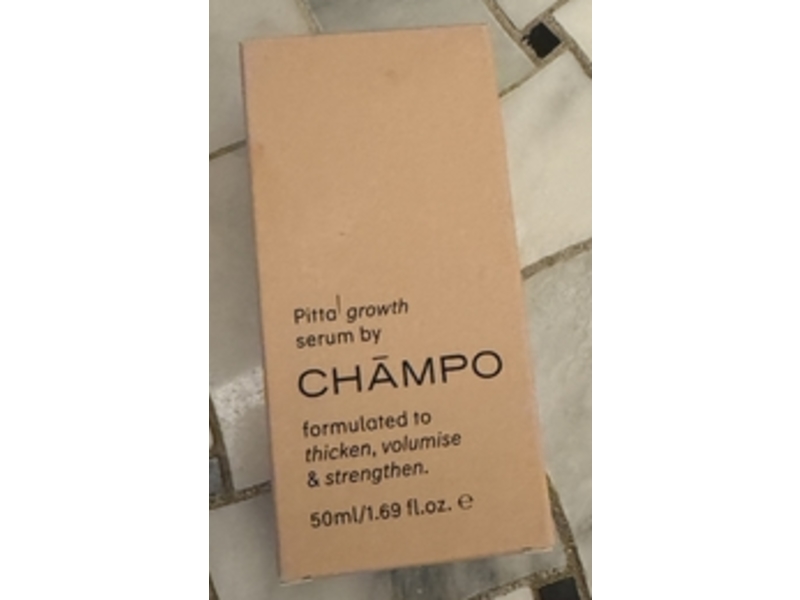 Pitta growth
serum by
CHĀMPO
formulated to
thicken, volumise
& strengthen.
50ml/1.69 fl.oz. ℮